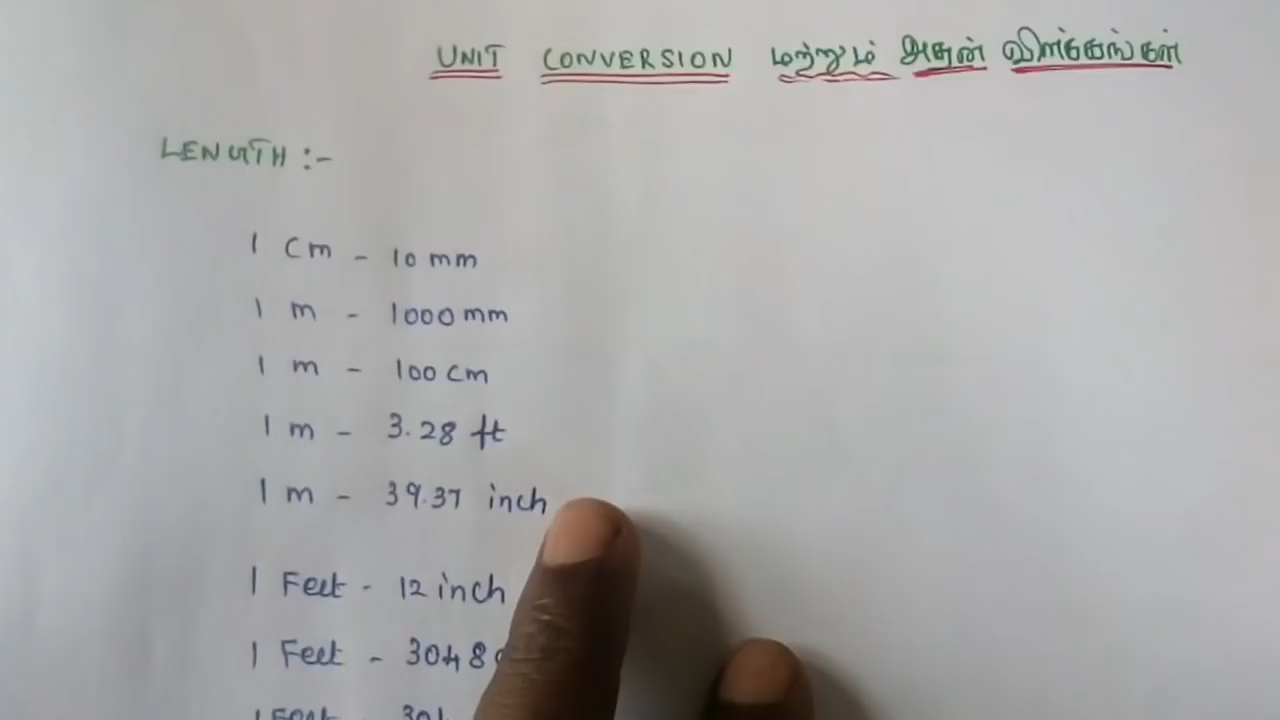 UNIT CONVERSION மற்றும் அதன் விளக்கங்கள்
LENGTH :-
1 cm - 10 mm
1 m - 1000 mm
1 m - 100 cm
1 m - 3.28 ft
1 m - 39.37 inch
1 Feet - 12 inch
1 Feet - 3048